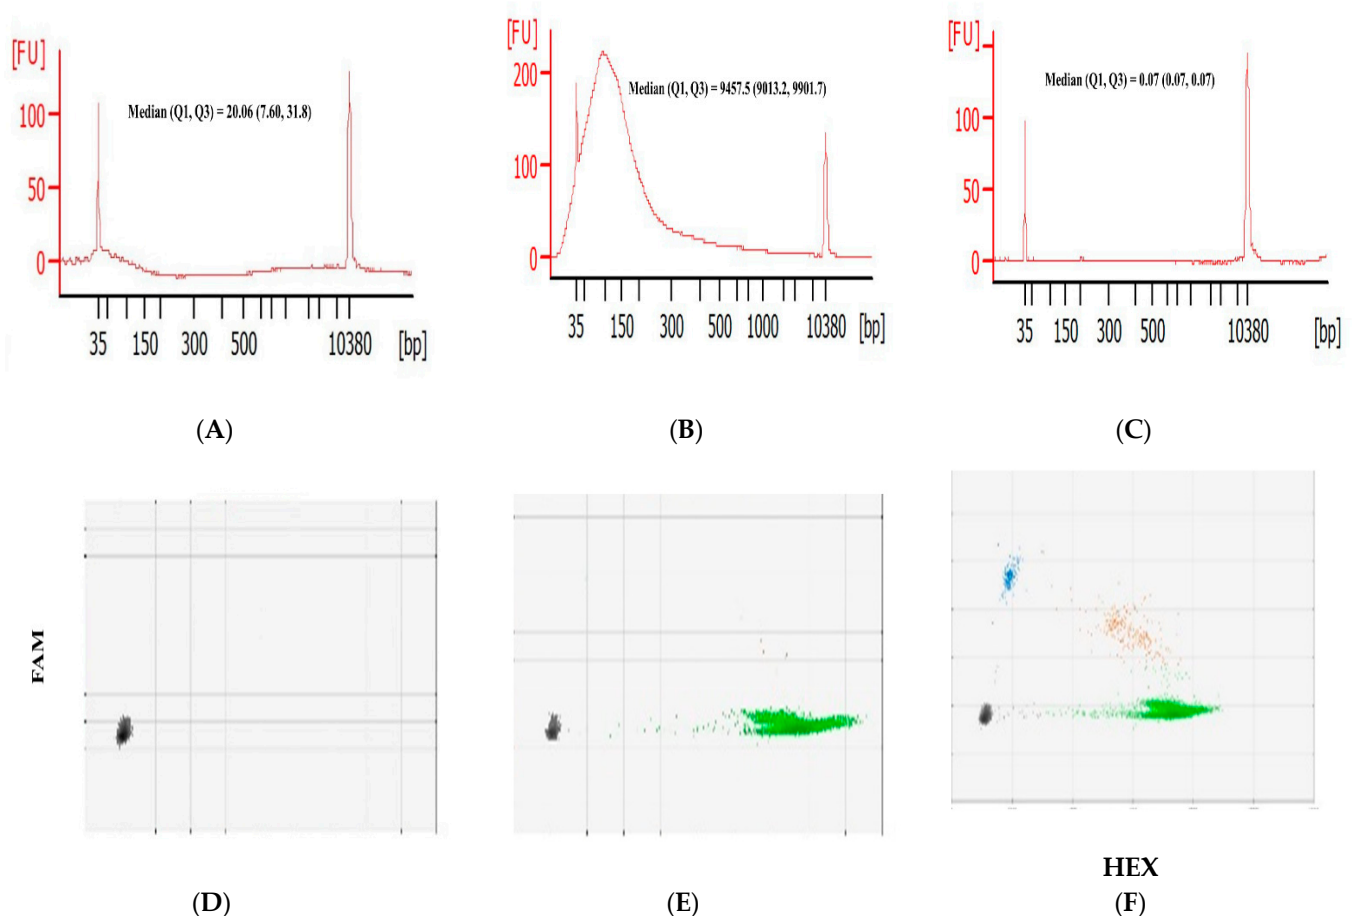 [FU]
100
50
0
Median (Q1, Q3) = 20.06 (7.60, 31.8)
35 150 300 500 10380 [bp]
(A)
[FU]
200
100
0
Median (Q1, Q3) = 9457.5 (9013.2, 9901.7)
35 150 300 500 1000 10380 [bp]
(B)
[FU]
100
50
0
Median (Q1, Q3) = 0.07 (0.07, 0.07)
35 150 300 500 10380 [bp]
(C)
FAM
(D)
(E)
HEX
(F)